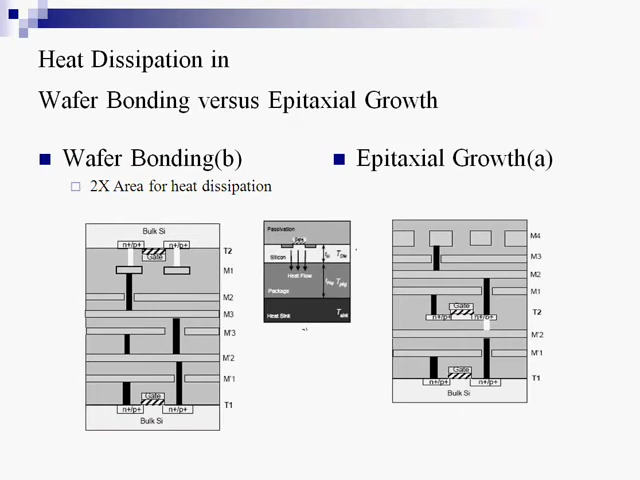 Heat Dissipation in
Wafer Bonding versus Epitaxial Growth
Wafer Bonding(b)
2X Area for heat dissipation
Epitaxial Growth(a)
Bulk Si
n+/p+ n+/p+
Gate
T2
M1
M2
M3
M'3
M'2
M'1
Gate
n+/p+ n+/p+
T1
Bulk Si
Passivation
Gate
Silicon
Heat Flow
Package
Heat Sink
M4
M3
M2
M1
Gate
n+/p+ n+/p+
T2
M'2
M'1
Gate
n+/p+ n+/p+
T1
Bulk Si